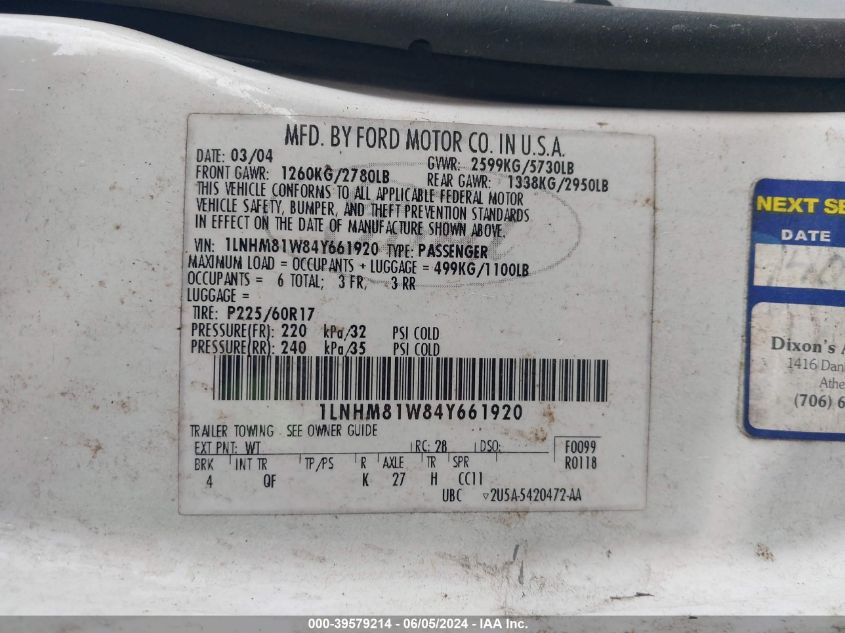 MFD. BY FORD MOTOR CO. IN U.S.A.
DATE: 03/04 GVWR: 2599KG/5730LB
FRONT GAWR: 1260KG/2780LB REAR GAWR: 1338KG/2950LB
THIS VEHICLE CONFORMS TO ALL APPLICABLE FEDERAL MOTOR
VEHICLE SAFETY, BUMPER, AND THEFT PREVENTION STANDARDS
IN EFFECT ON THE DATE OF MANUFACTURE SHOWN ABOVE.
VIN: 1LNHM81W84Y661920 TYPE: PASSENGER
MAXIMUM LOAD = OCCUPANTS + LUGGAGE = 499KG/1100LB
OCCUPANTS = 6 TOTAL; 3 FR, 3 RR
LUGGAGE =
TIRE: P225/60R17
PRESSURE(FR): 220 kPa/32 PSI COLD
PRESSURE(RR): 240 kPa/35 PSI COLD
1LNHM81W84Y661920
TRAILER TOWING - SEE OWNER GUIDE
EXT PNT: WT RC: 28 DSO: F0099
BRK INT TR TP/PS R AXLE TR SPR R0118
4 QF K 27 H CC11
UBC ▽2U5A-5420472-AA
NEXT SE
DATE
Dixon's A
1416 Dan
Athe
(706) 6
000-39579214 - 06/05/2024 - IAA Inc.